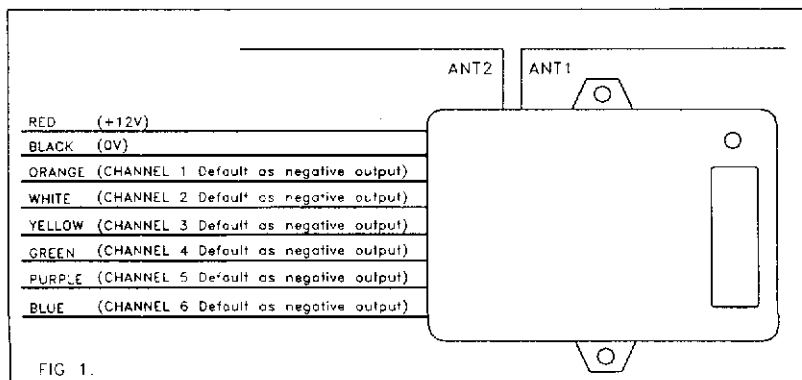 ANT2 ANT1
RED (+12V)
BLACK (0V)
ORANGE (CHANNEL 1 Default as negative output)
WHITE (CHANNEL 2 Default as negative output)
YELLOW (CHANNEL 3 Default as negative output)
GREEN (CHANNEL 4 Default as negative output)
PURPLE (CHANNEL 5 Default as negative output)
BLUE (CHANNEL 6 Default as negative output)
FIG 1.